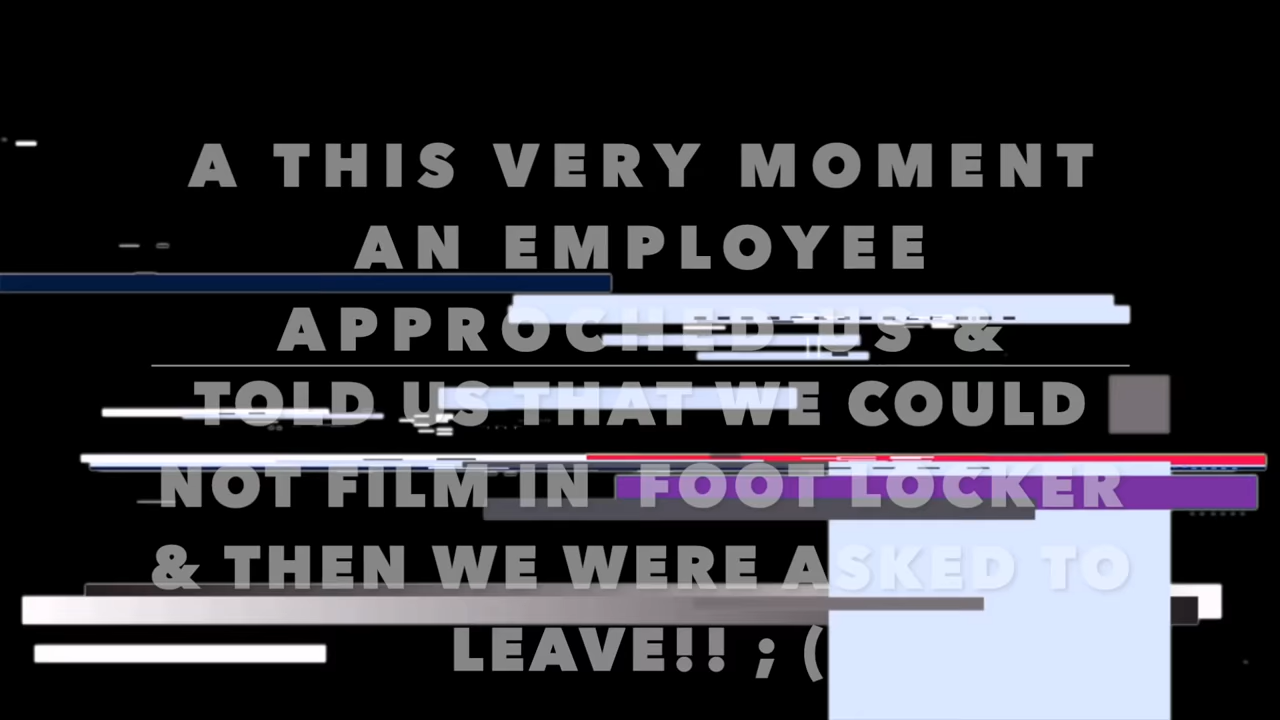 A THIS VERY MOMENT
AN EMPLOYEE
APPROCHED US &
TOLD US THAT WE COULD
NOT FILM IN FOOT LOCKER
& THEN WE WERE ASKED TO
LEAVE!! ; (